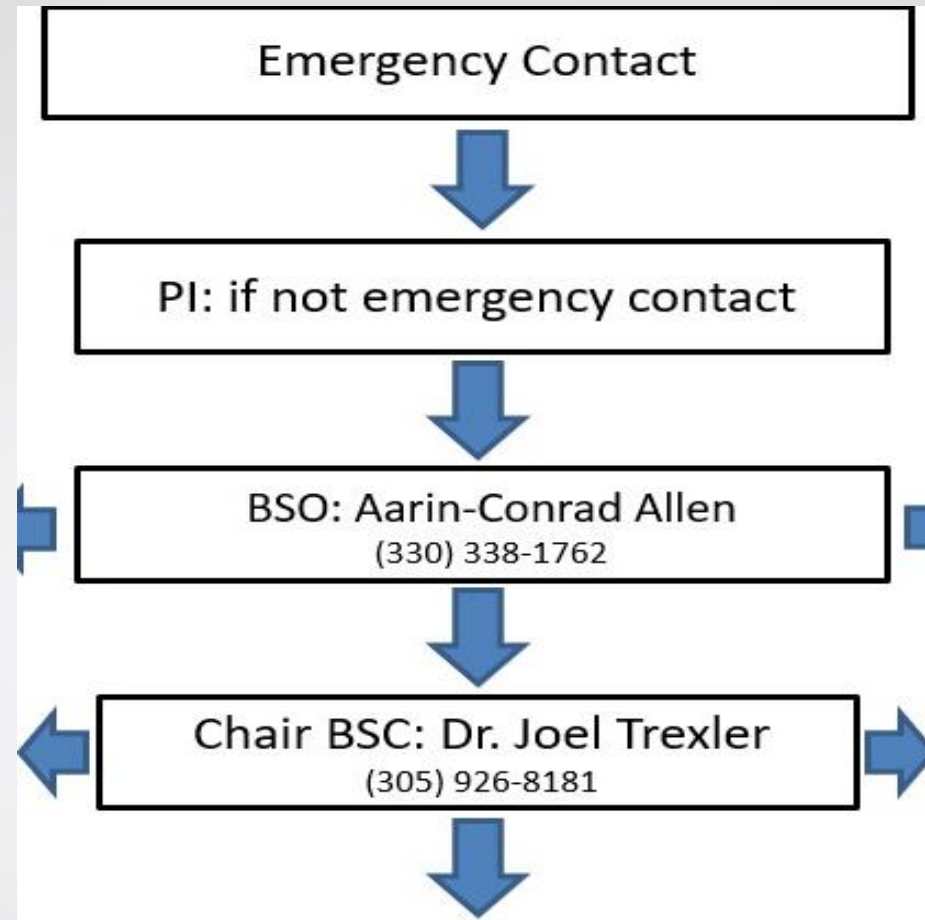 Emergency Contact
PI: if not emergency contact
BSO: Aarin-Conrad Allen
(330) 338-1762
Chair BSC: Dr. Joel Trexler
(305) 926-8181